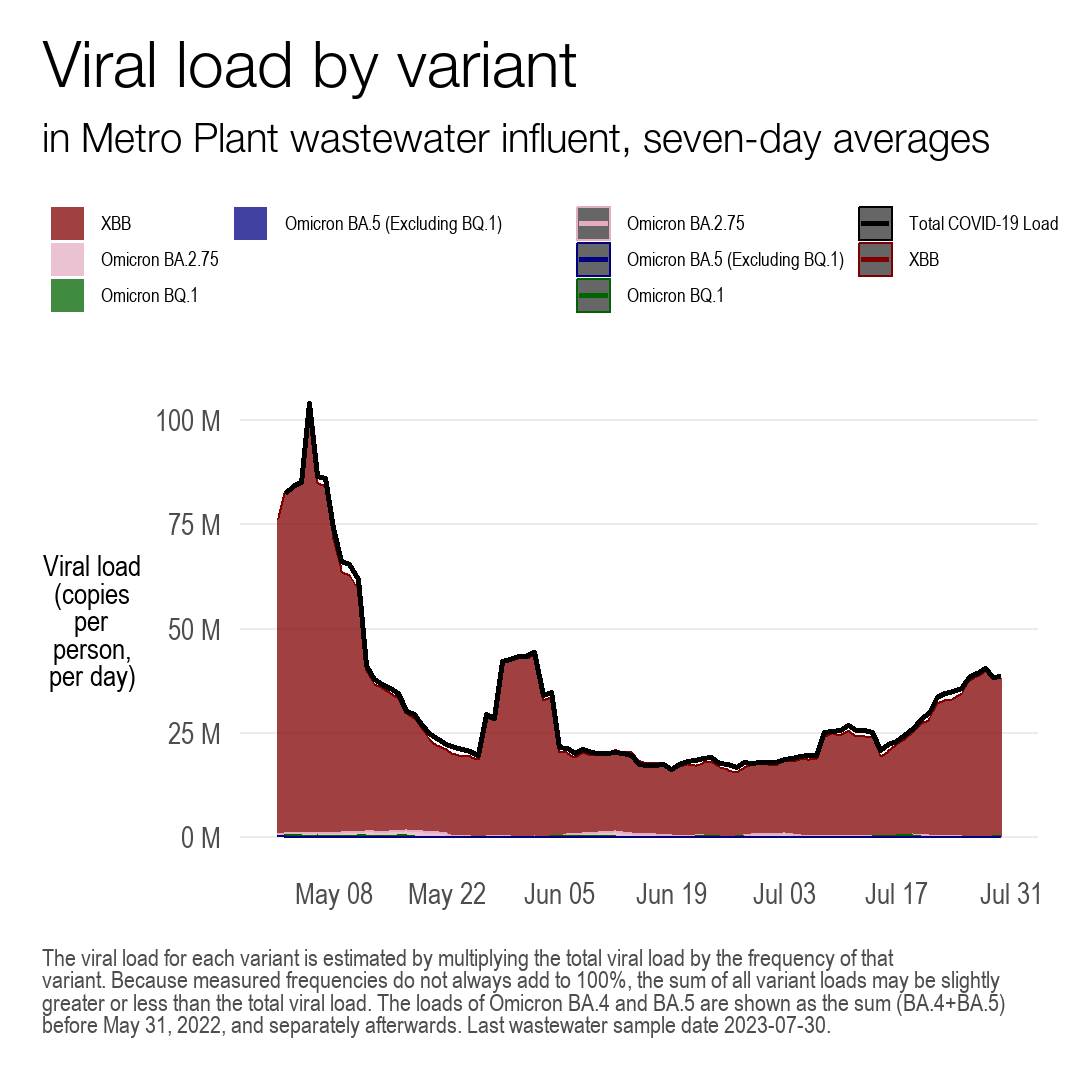 Viral load by variant
in Metro Plant wastewater influent, seven-day averages
XBB
Omicron BA.5 (Excluding BQ.1)
Omicron BA.2.75
Total COVID-19 Load
Omicron BA.2.75
Omicron BA.5 (Excluding BQ.1)
XBB
Omicron BQ.1
Omicron BQ.1
100 M
75 M
50 M
25 M
0 M
Viral load
(copies
per
person,
per day)
May 08
May 22
Jun 05
Jun 19
Jul 03
Jul 17
Jul 31
The viral load for each variant is estimated by multiplying the total viral load by the frequency of that
variant. Because measured frequencies do not always add to 100%, the sum of all variant loads may be slightly
greater or less than the total viral load. The loads of Omicron BA.4 and BA.5 are shown as the sum (BA.4+BA.5)
before May 31, 2022, and separately afterwards. Last wastewater sample date 2023-07-30.